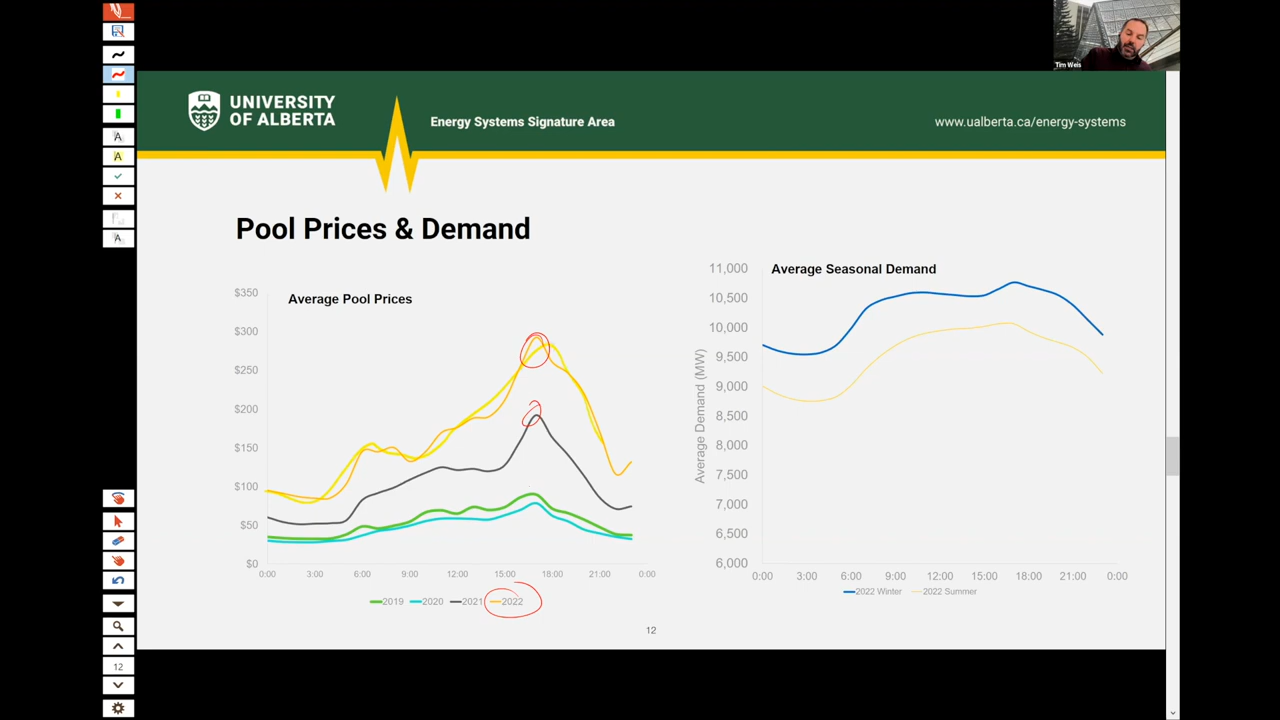 Tim Weis
UNIVERSITY
OF ALBERTA
Energy Systems Signature Area
www.ualberta.ca/energy-systems
Pool Prices & Demand
Average Pool Prices
$350
$300
$250
$200
$150
$100
$50
$0
0:00 3:00 6:00 9:00 12:00 15:00 18:00 21:00 0:00
2019 2020 2021 2022
Average Seasonal Demand
Average Demand (MW)
11,000
10,500
10,000
9,500
9,000
8,500
8,000
7,500
7,000
6,500
6,000
0:00 3:00 6:00 9:00 12:00 15:00 18:00 21:00 0:00
2022 Winter 2022 Summer
12
A
A
A
12